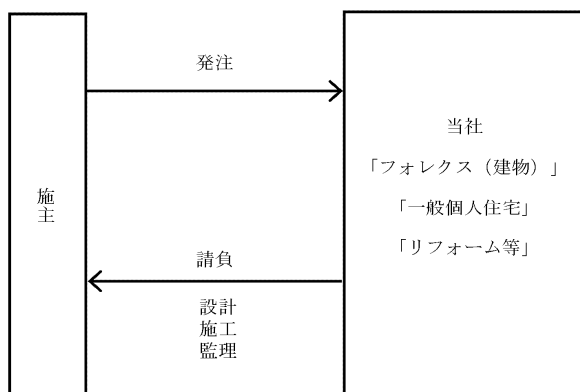 発注
当社
「フォレクス（建物）」
施主
「一般個人住宅」
「リフォーム等」
請負
設計
施工
監理